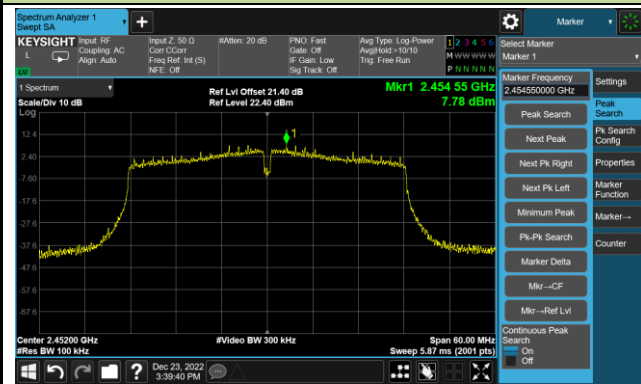 Spectrum Analyzer 1
Swept SA
+
Marker
KEYSIGHT
L
LW
Input: RF
Coupling: AC
Align: Auto
Input Z: 50 Ω
Corr CCorr
Freq Ref: Int (S)
NFE: Off
#Atten: 20 dB
PNO: Fast
Gate: Off
IF Gain: Low
Sig Track: Off
Avg Type: Log-Power
Avg|Hold:>10/10
Trig: Free Run
1 2 3 4 5 6
M W W W W W
P N N N N N
Select Marker
Marker 1
1 Spectrum
Scale/Div 10 dB
Log
Ref Lvl Offset 21.40 dB
Ref Level 22.40 dBm
Mkr1 2.454 55 GHz
7.78 dBm
1
12.4
2.40
-7.60
-17.6
-27.6
-37.6
-47.6
-57.6
-67.6
Center 2.45200 GHz
#Res BW 100 kHz
#Video BW 300 kHz
Span 60.00 MHz
Sweep 5.87 ms (2001 pts)
Marker Frequency
2.454550000 GHz
Peak Search
Next Peak
Next Pk Right
Next Pk Left
Minimum Peak
Pk-Pk Search
Marker Delta
Mkr→CF
Mkr→Ref Lvl
Continuous Peak
Search
On
Off
Settings
Peak
Search
Pk Search
Config
Properties
Marker
Function
Marker→
Counter
?
Dec 23, 2022
3:39:40 PM